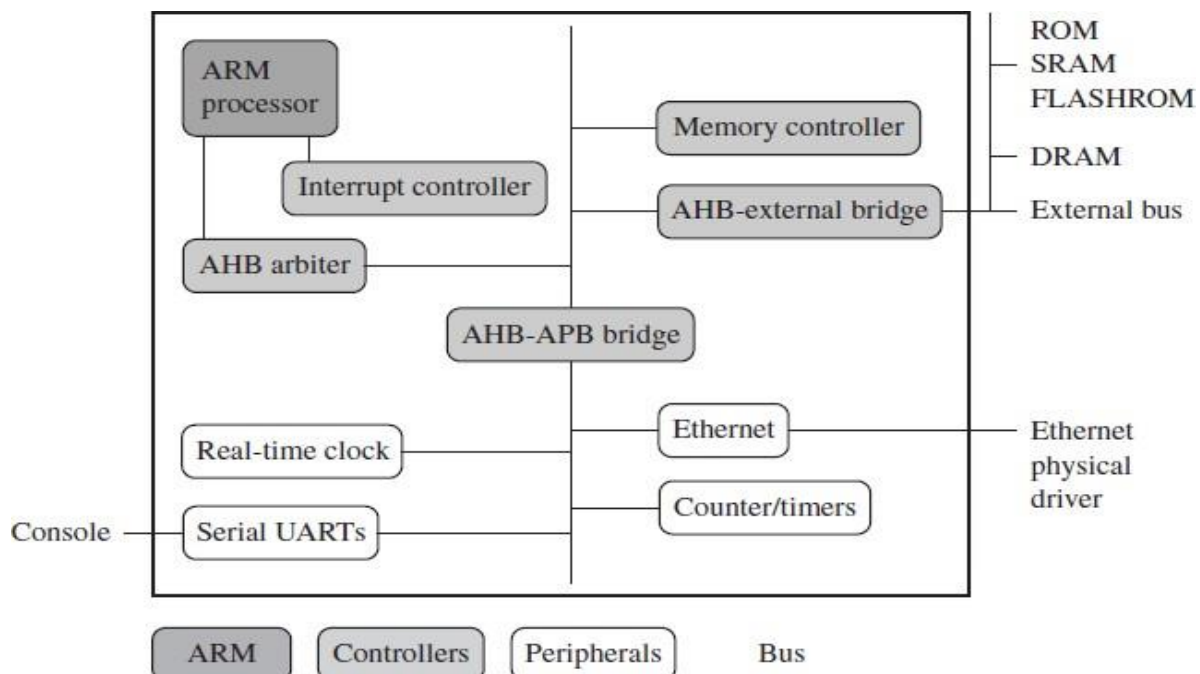 ARM
processor
Interrupt controller
AHB arbiter
Memory controller
AHB-external bridge
AHB-APB bridge
ROM
SRAM
FLASHROM
DRAM
External bus
Real-time clock
Ethernet
Ethernet
physical
driver
Console
Serial UARTs
Counter/timers
ARM
Controllers
Peripherals
Bus